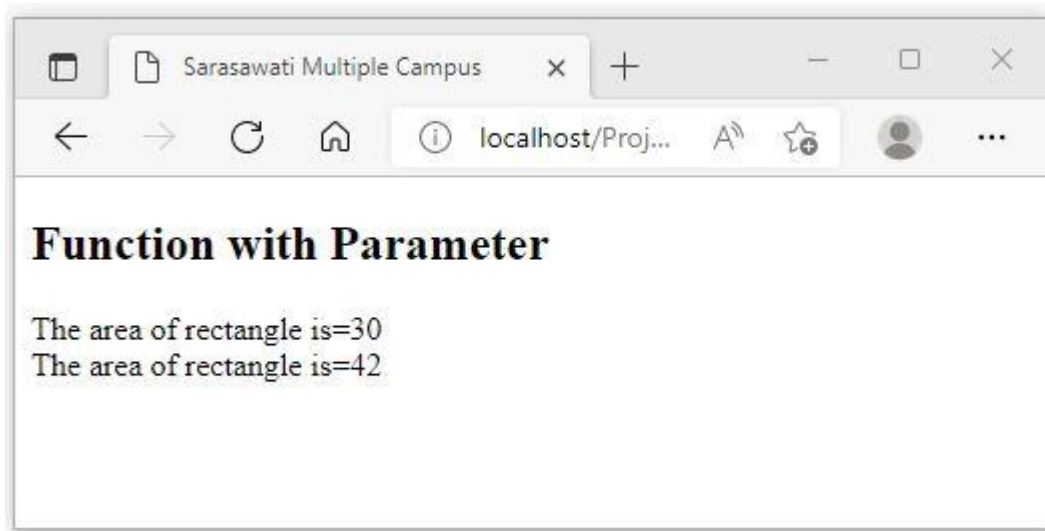 Sarasawati Multiple Campus
localhost/Proj...
Function with Parameter
The area of rectangle is=30
The area of rectangle is=42